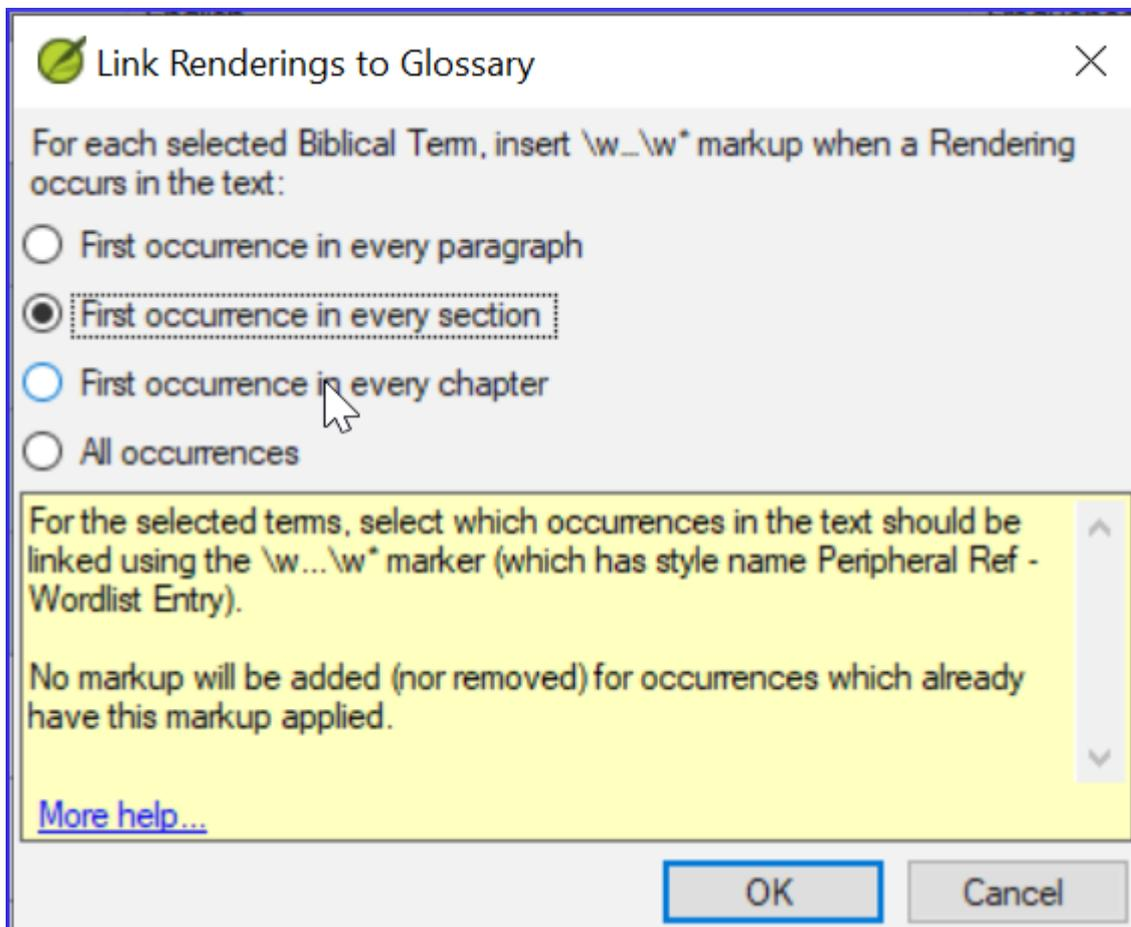 Link Renderings to Glossary
For each selected Biblical Term, insert \w...\w* markup when a Rendering
occurs in the text:
First occurrence in every paragraph
First occurrence in every section
First occurrence in every chapter
All occurrences
For the selected terms, select which occurrences in the text should be
linked using the \w...\w* marker (which has style name Peripheral Ref -
Wordlist Entry).
No markup will be added (nor removed) for occurrences which already
have this markup applied.
More help...
OK
Cancel